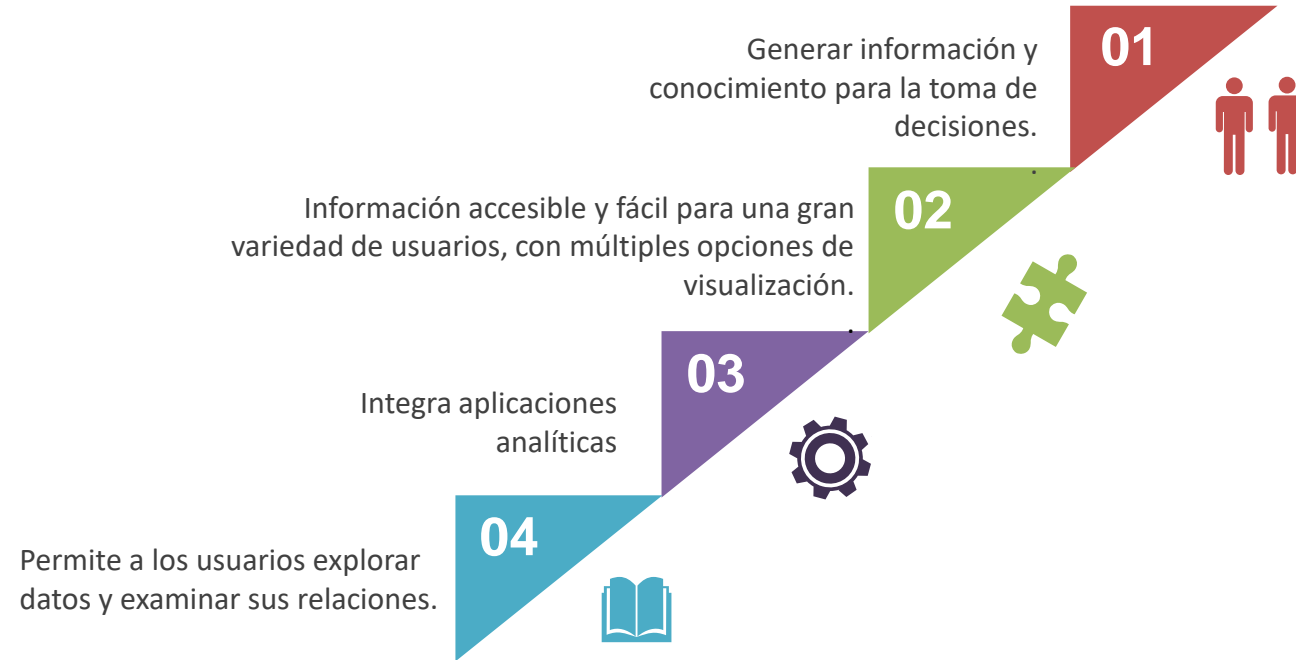 01
Generar información y
conocimiento para la toma de
decisiones.
.
02
Información accesible y fácil para una gran
variedad de usuarios, con múltiples opciones de
visualización.
.
03
Integra aplicaciones
analíticas
04
Permite a los usuarios explorar
datos y examinar sus relaciones.